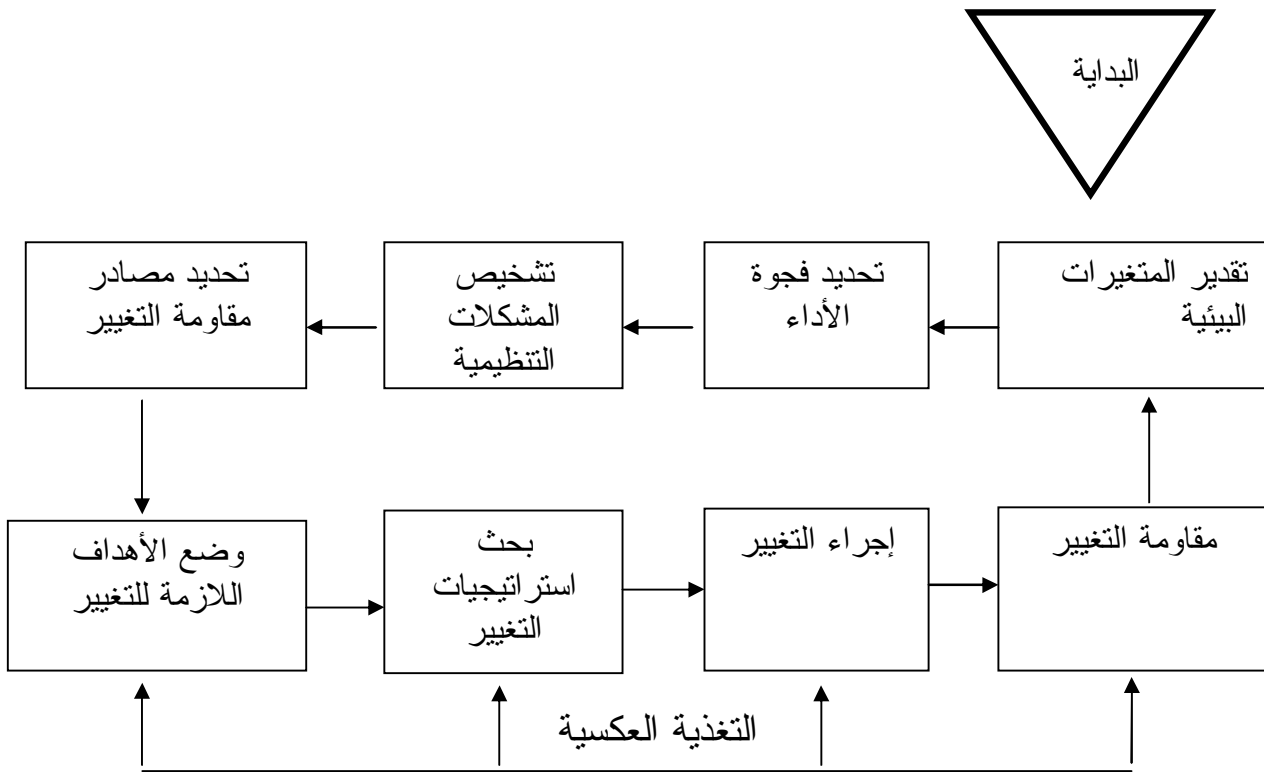 البداية
تقدير المتغيرات
البيئية
تحديد فجوة
الأداء
تشخيص
المشكلات
التنظيمية
تحديد مصادر
مقاومة التغيير
وضع الأهداف
اللازمة للتغيير
بحث
استراتيجيات
التغيير
إجراء التغيير
مقاومة التغيير
التغذية العكسية